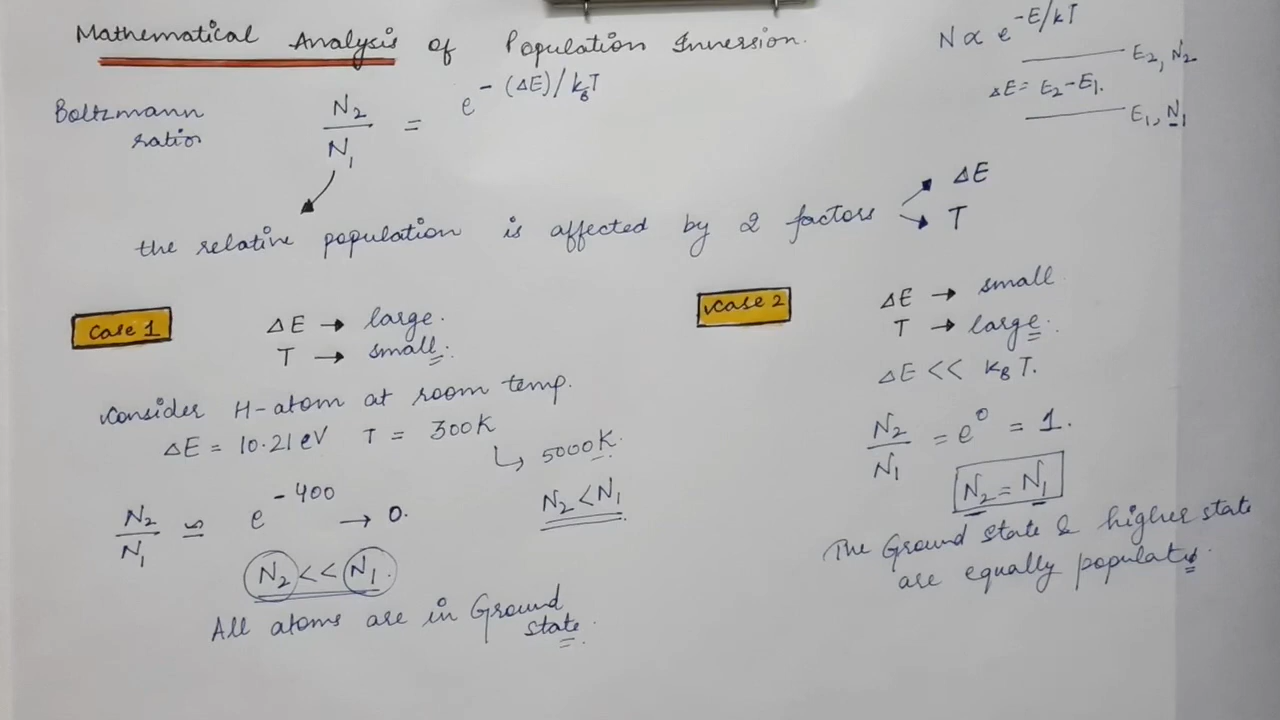 Mathematical Analysis of Population Inversion.
N ∝ e^-E/kT
E2, N2
ΔE = E2-E1.
E1, N1
Boltzmann ratio
N2/N1 = e^-(ΔE)/kBT
the relative population is affected by 2 factors → ΔE
→ T
Case 1
ΔE → large.
T → small.
Consider H-atom at room temp.
ΔE = 10.21eV T = 300K
↳ 5000K.
N2/N1 ≃ e^-400 → 0.
N2 < N1
N2 << N1.
All atoms are in Ground
state.
Case 2
ΔE → small
T → large.
ΔE << kBT.
N2/N1 = e^0 = 1.
N2 = N1
The Ground state & higher state
are equally